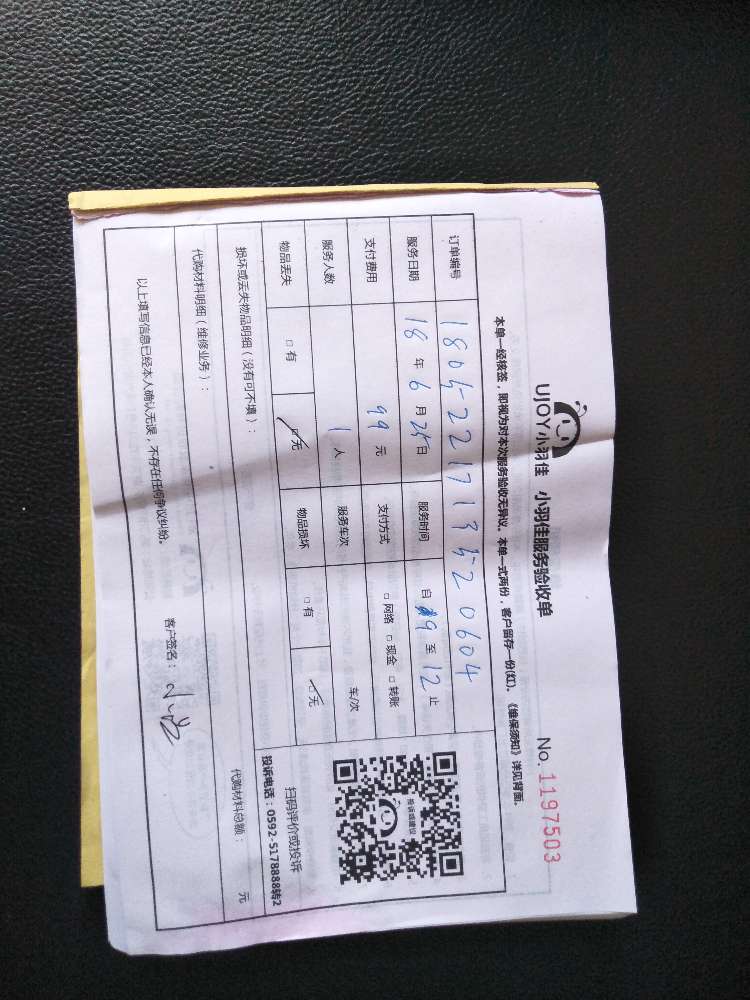 UJOY小羽佳 小羽佳服务验收单 No. 1197503
本单一经核签，即视为对本次服务验收无异议。本单一式两份，客户留存一份(红)。《维保须知》详见背面。
订单编号 180522171352 0604
服务日期 18 年 6 月 25 日 服务时间 自 9 至 12 止
支付费用 99 元 支付方式 □网络 □现金 □转账
服务人数 1 人 服务车次 车/次
物品丢失 □有 □无 物品损坏 □有 □无
投诉或建议
扫码评价或投诉
投诉电话：0592-5178888转2
损坏或丢失物品明细（没有可不填）：
代购材料明细（维修业务）： 代购材料总额： 元
以上填写信息已经本人确认无误，不存在任何争议纠纷。
客户签名：